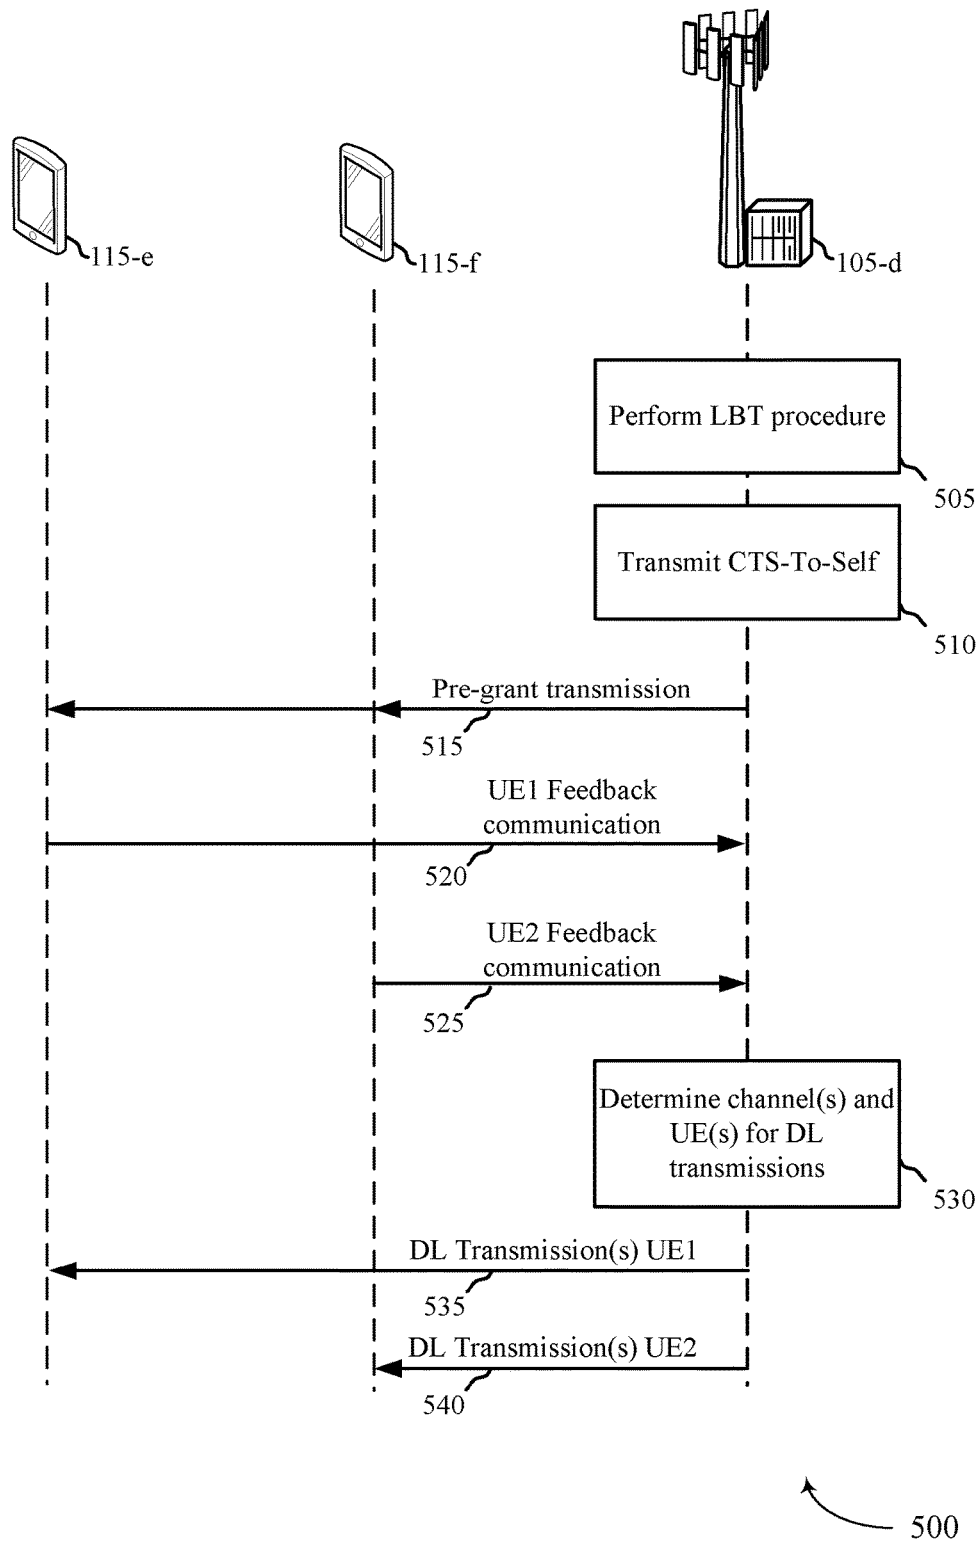 115-e
115-f
105-d
Perform LBT procedure
505
Transmit CTS-To-Self
510
Pre-grant transmission
515
UE1 Feedback
communication
520
UE2 Feedback
communication
525
Determine channel(s) and
UE(s) for DL
transmissions
530
DL Transmission(s) UE1
535
DL Transmission(s) UE2
540
500